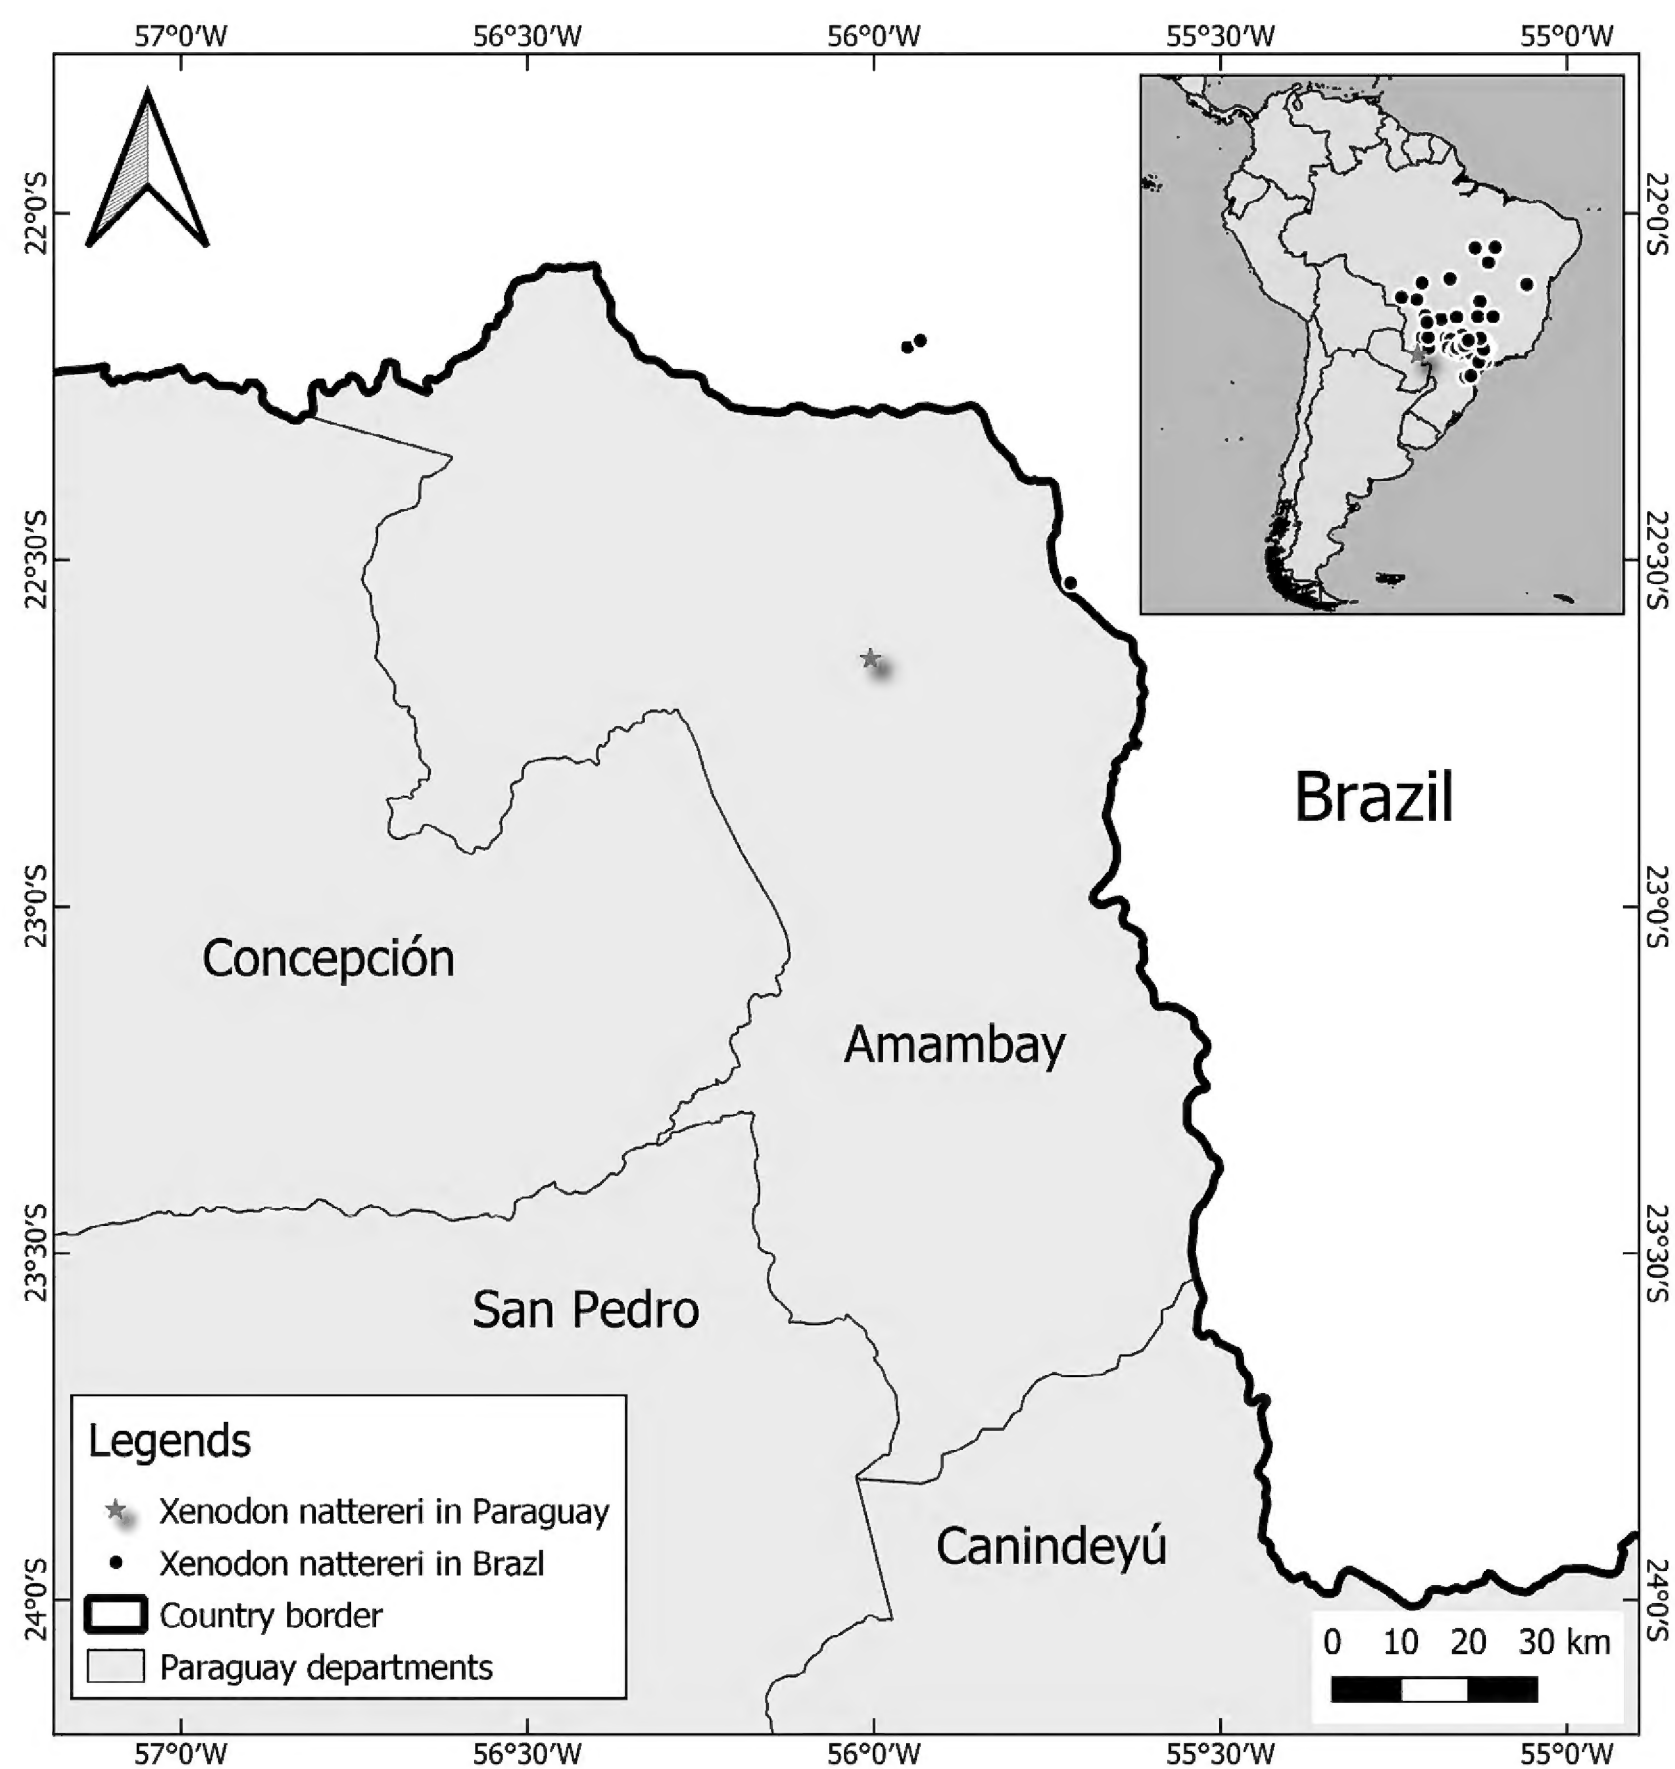 57°0'W 56°30'W 56°0'W 55°30'W 55°0'W
22°0'S 22°0'S
22°30'S 22°30'S
Brazil
23°0'S 23°0'S
Concepción
Amambay
23°30'S 23°30'S
San Pedro
Legends
Xenodon nattereri in Paraguay
Xenodon nattereri in Brazl
Country border
Paraguay departments
Canindeyú
24°0'S 24°0'S
0 10 20 30 km
57°0'W 56°30'W 56°0'W 55°30'W 55°0'W